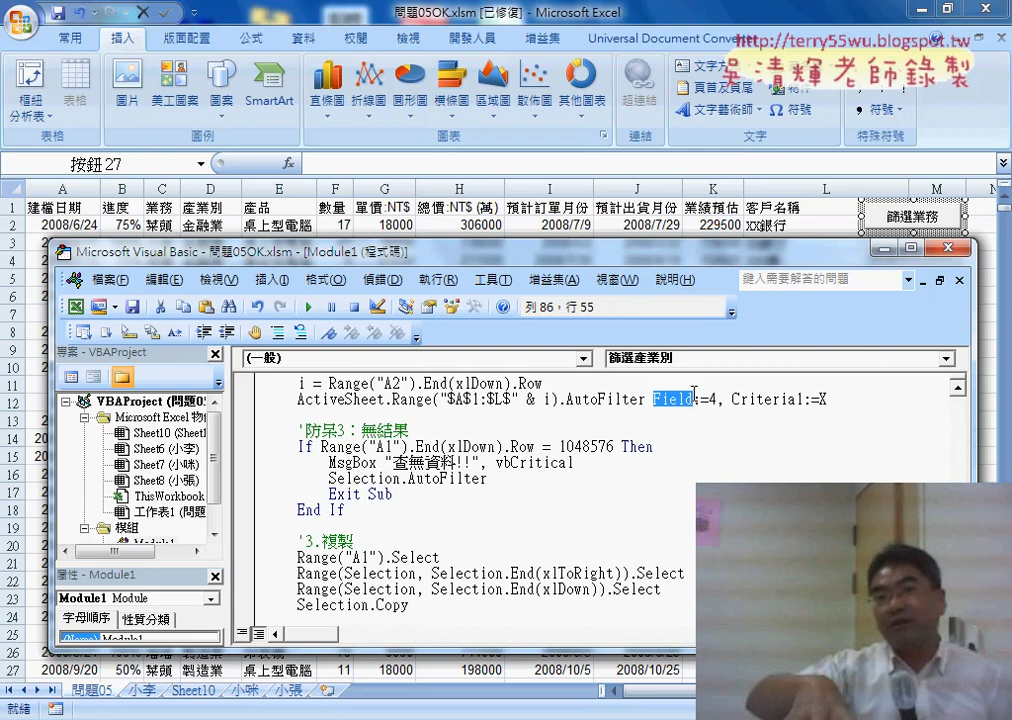 問題05OK.xlsm [已修復] - Microsoft Excel
常用 插入 版面配置 公式 資料 校閱 檢視 開發人員 增益集 Universal Document Conve
http://terry55wu.blogspot.tw
吳清輝老師錄製
樞紐分析表 表格 圖片 美工圖案 圖案 SmartArt 直條圖 折線圖 圓形圖 橫條圖 區域圖 散佈圖 其他圖表 超連結 頁首及頁尾 文字藝術師 符號 符號
表格 圖例 圖表 連結 文字 特殊符號
按鈕 27 fx
A B C D E F G H I J K L M
1 建檔日期 進度 業務 產業別 產品 數量 單價:NT$ 總價:NT$ (萬) 預計訂單月份 預計出貨月份 業績預估 客戶名稱
2 2008/6/24 75% 葉頭 金融業 桌上型電腦 17 18000 306000 2008/7/9 2008/7/29 229500 XX銀行
篩選業務
Microsoft Visual Basic - 問題05OK.xlsm - [Module1 (程式碼)]
檔案(F) 編輯(E) 檢視(V) 插入(I) 格式(O) 偵錯(D) 執行(R) 工具(T) 增益集(A) 視窗(W) 說明(H) 鍵入需要解答的問題
列 86，行 55
專案 - VBAProject
(一般) 篩選產業別
VBAProject (問題0
Microsoft Excel 物
Sheet10 (Sheet1
Sheet6 (小李)
Sheet7 (小咪)
Sheet8 (小張)
ThisWorkbook
工作表1 (問題
模組
屬性 - Module1
Module1 Module
字母順序 性質分類
i = Range("A2").End(xlDown).Row
ActiveSheet.Range("$A$1:$L$" & i).AutoFilter Field:=4, Criteria1:=X
'防呆3：無結果
If Range("A1").End(xlDown).Row = 1048576 Then
MsgBox "查無資料!!", vbCritical
Selection.AutoFilter
Exit Sub
End If
'3.複製
Range("A1").Select
Range(Selection, Selection.End(xlToRight)).Select
Range(Selection, Selection.End(xlDown)).Select
Selection.Copy
27 2008/9/20 50% 葉頭 製造業 桌上型電腦 11 18000 198000 2008/10/5 2008/10/25
問題05 小李 Sheet10 小咪 小張
就緒